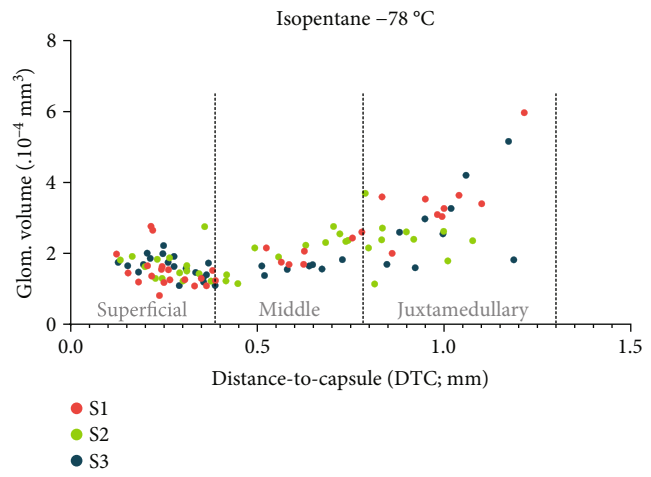 Isopentane −78 °C
Glom. volume (.10⁻⁴ mm³)
8
6
4
2
0
Superficial
Middle
Juxtamedullary
0.0
0.5
1.0
1.5
Distance-to-capsule (DTC; mm)
S1
S2
S3